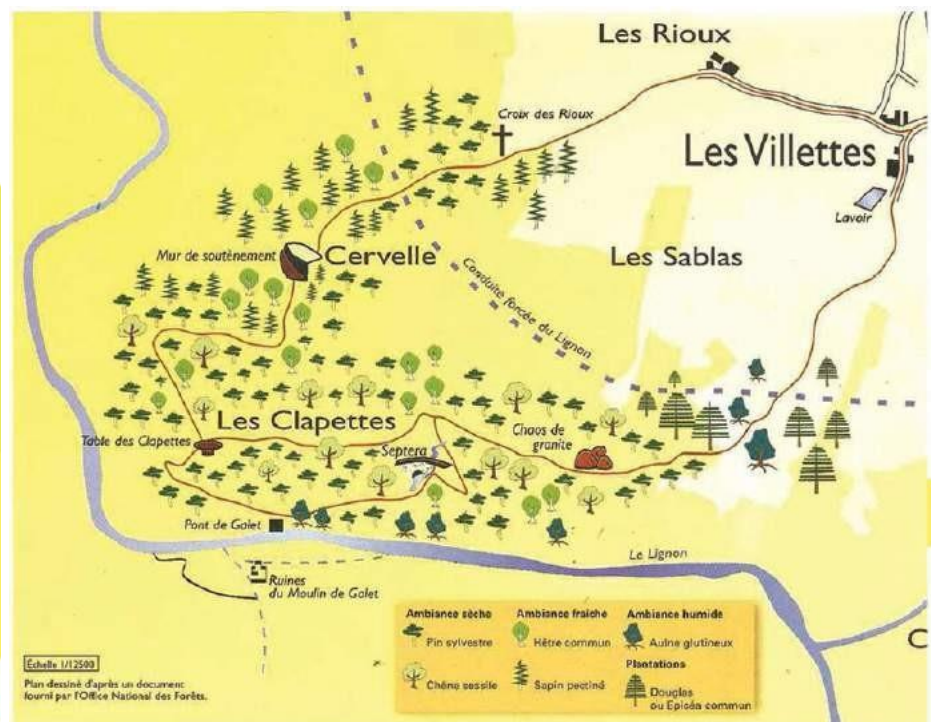 Les Rioux
Croix des Rioux
Les Villettes
Lavoir
Mur de soutènement
Cervelle
Les Sablas
Conduite forcée du Lignon
Les Clapettes
Table des Clapettes
Septera
Chaos de
granite
Pont de Galet
Le Lignon
Ruines
du Moulin de Galet
C
Ambiance sèche
Pin sylvestre
Chêne sessile
Ambiance fraîche
Hêtre commun
Sapin pectiné
Ambiance humide
Aulne glutineux
Plantations
Douglas
ou Epicéa commun
Échelle 1/12500
Plan dessiné d'après un document
fourni par l'Office National des Forêts.